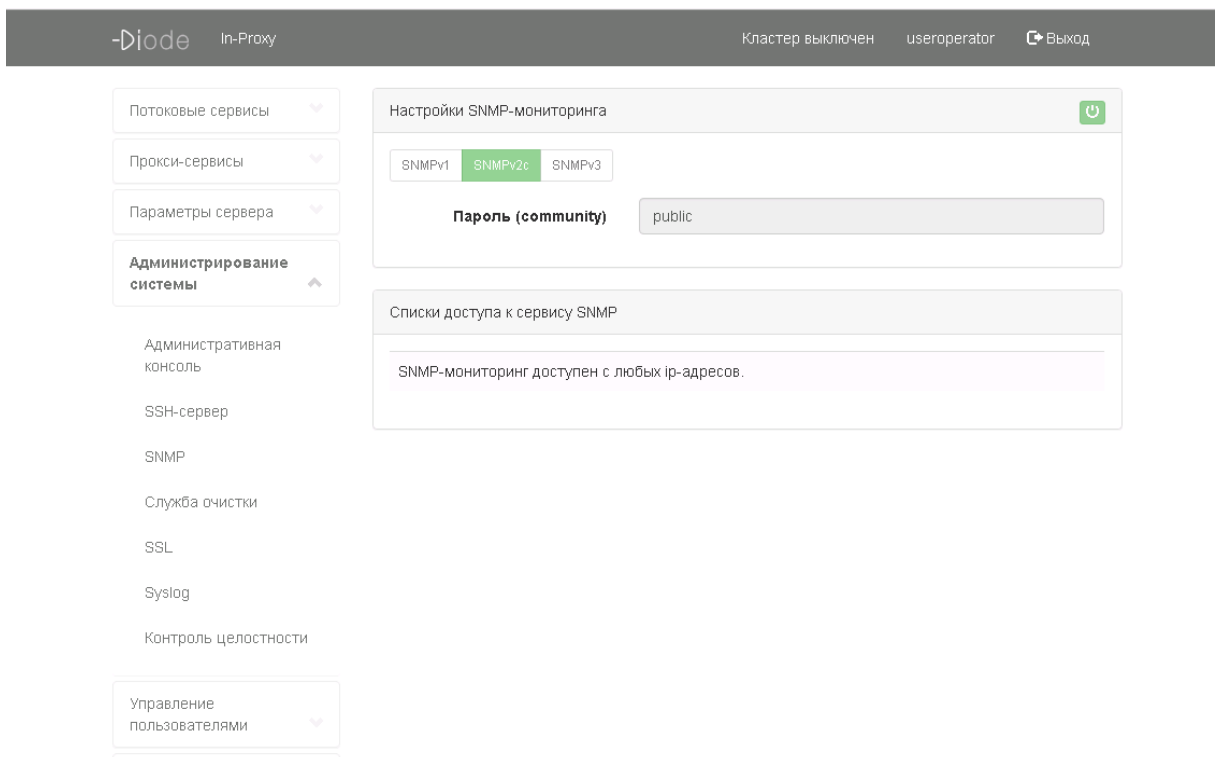 -Diode In-Proxy Кластер выключен useroperator Выход
Потоковые сервисы
Прокси-сервисы
Параметры сервера
Администрирование
системы
Административная
консоль
SSH-сервер
SNMP
Служба очистки
SSL
Syslog
Контроль целостности
Управление
пользователями
Настройки SNMP-мониторинга
SNMPv1 SNMPv2c SNMPv3
Пароль (community) public
Списки доступа к сервису SNMP
SNMP-мониторинг доступен с любых ip-адресов.